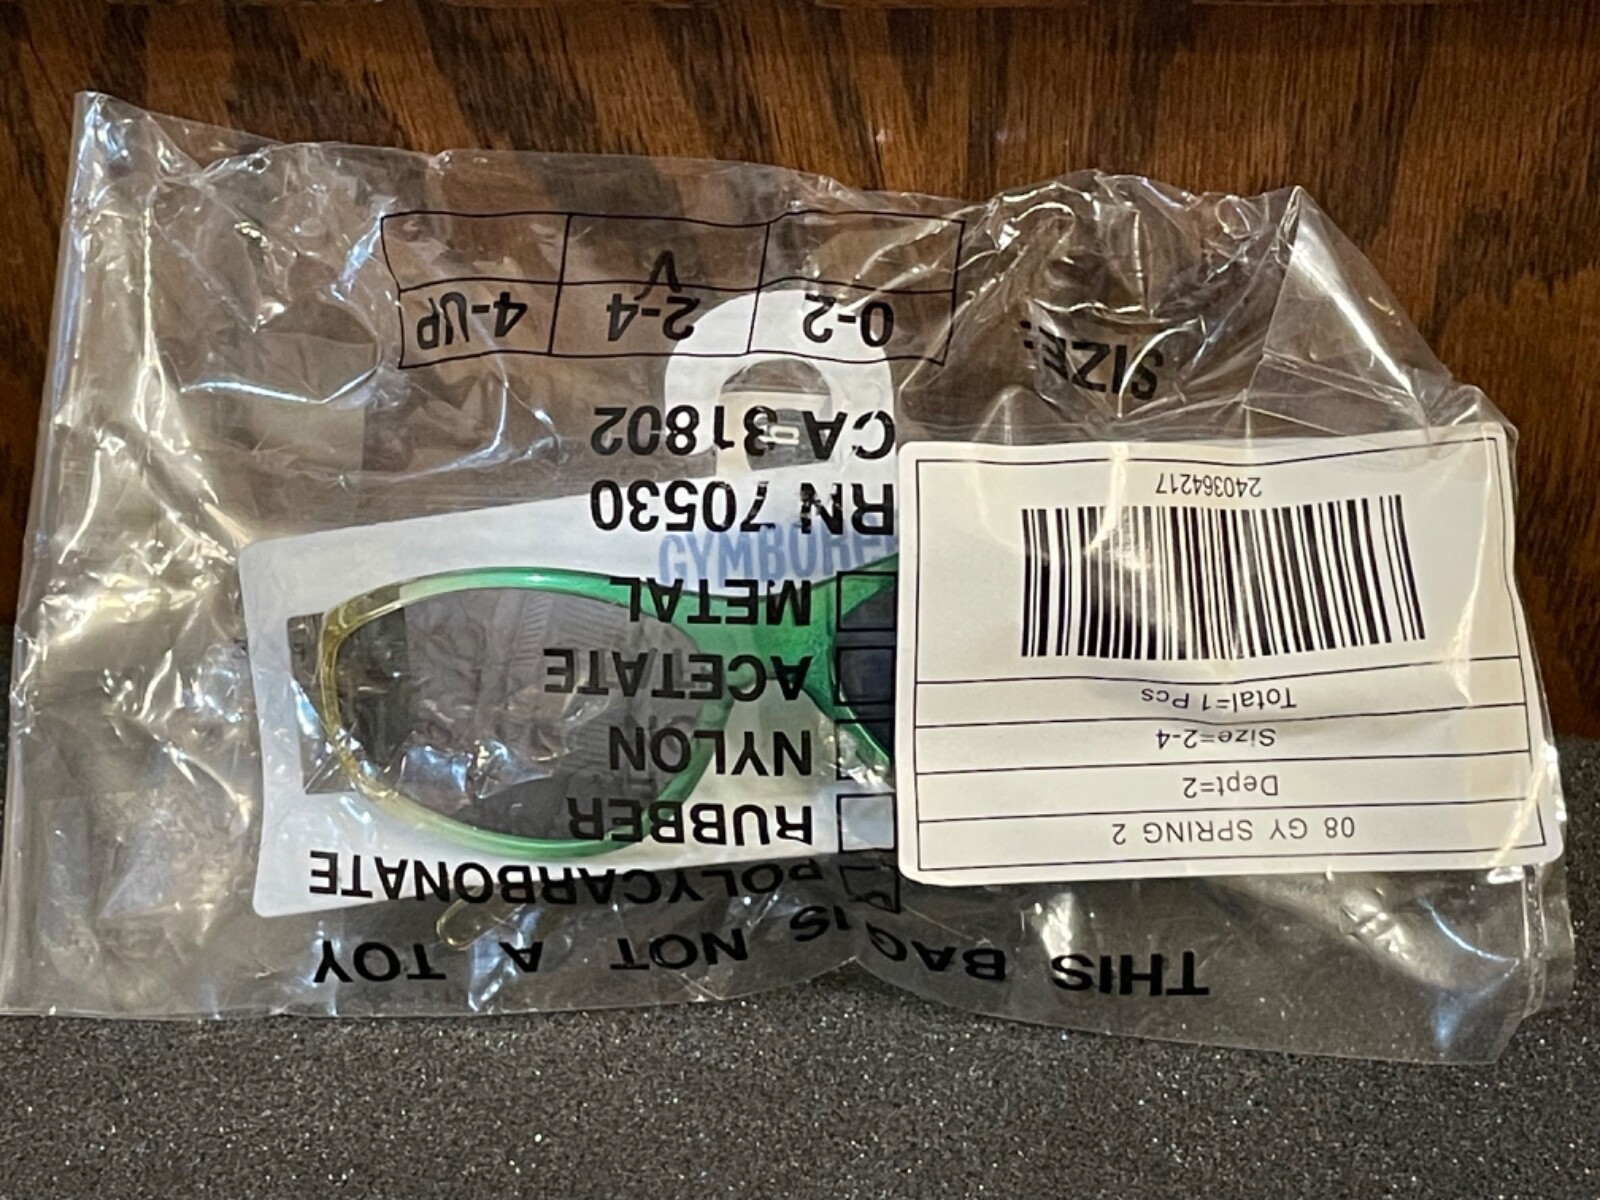 THIS BAG IS NOT A TOY
POLYCARBONATE
RUBBER
NYLON
ACETATE
METAL
RN 70530
CA 31802
SIZE:
0-2 2-4 4-UP
V
08 GY SPRING 2
Dept=2
Size=2-4
Total=1 Pcs
240364217
GYMBOREE